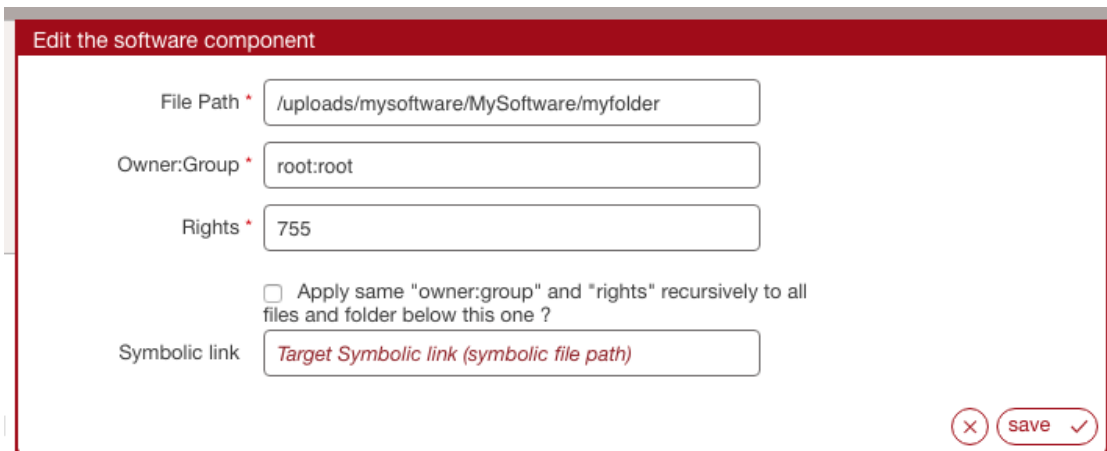 Edit the software component
File Path *
/uploads/mysoftware/MySoftware/myfolder
Owner:Group *
root:root
Rights *
755
Apply same "owner:group" and "rights" recursively to all
files and folder below this one ?
Symbolic link
Target Symbolic link (symbolic file path)
save